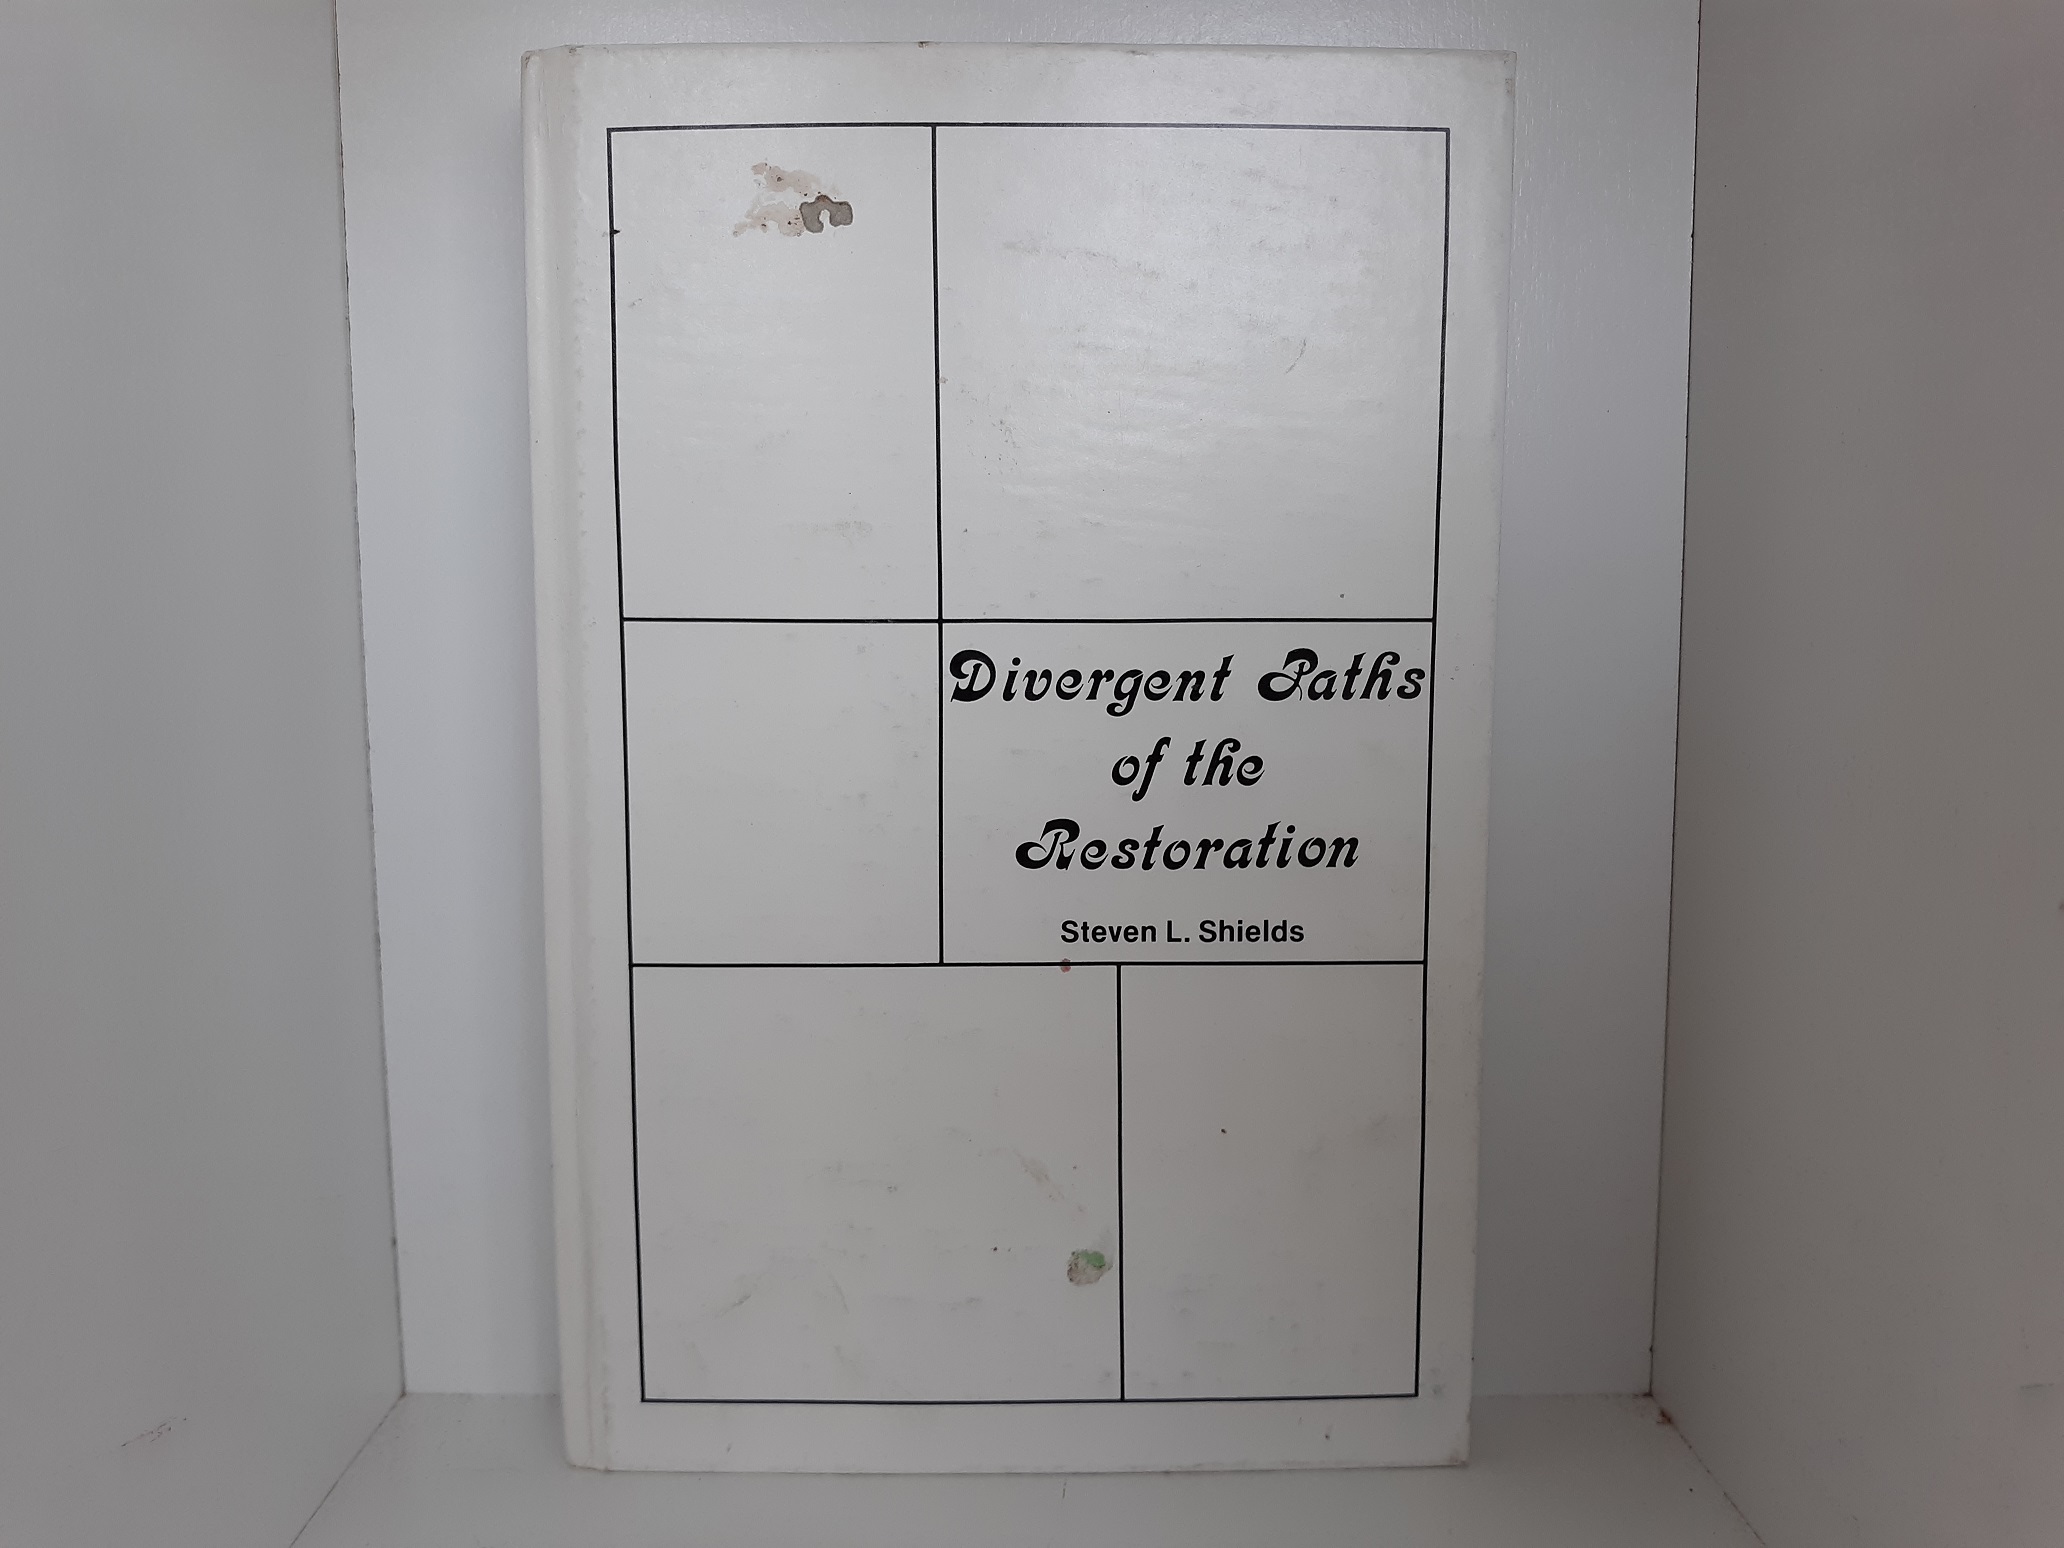 Divergent Paths
of the
Restoration
Steven L. Shields